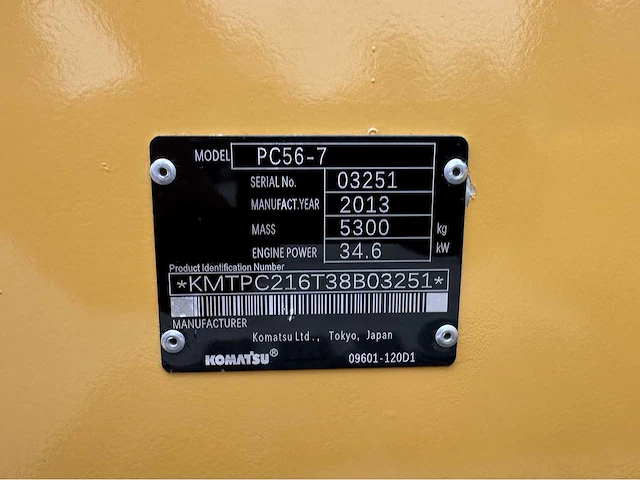 MODEL PC56-7
SERIAL No. 03251
MANUFACT.YEAR 2013
MASS 5300 kg
ENGINE POWER 34.6 kW
Product Identification Number
*KMTPC216T38B03251*
MANUFACTURER
Komatsu Ltd., Tokyo, Japan
KOMATSU® 09601-120D1